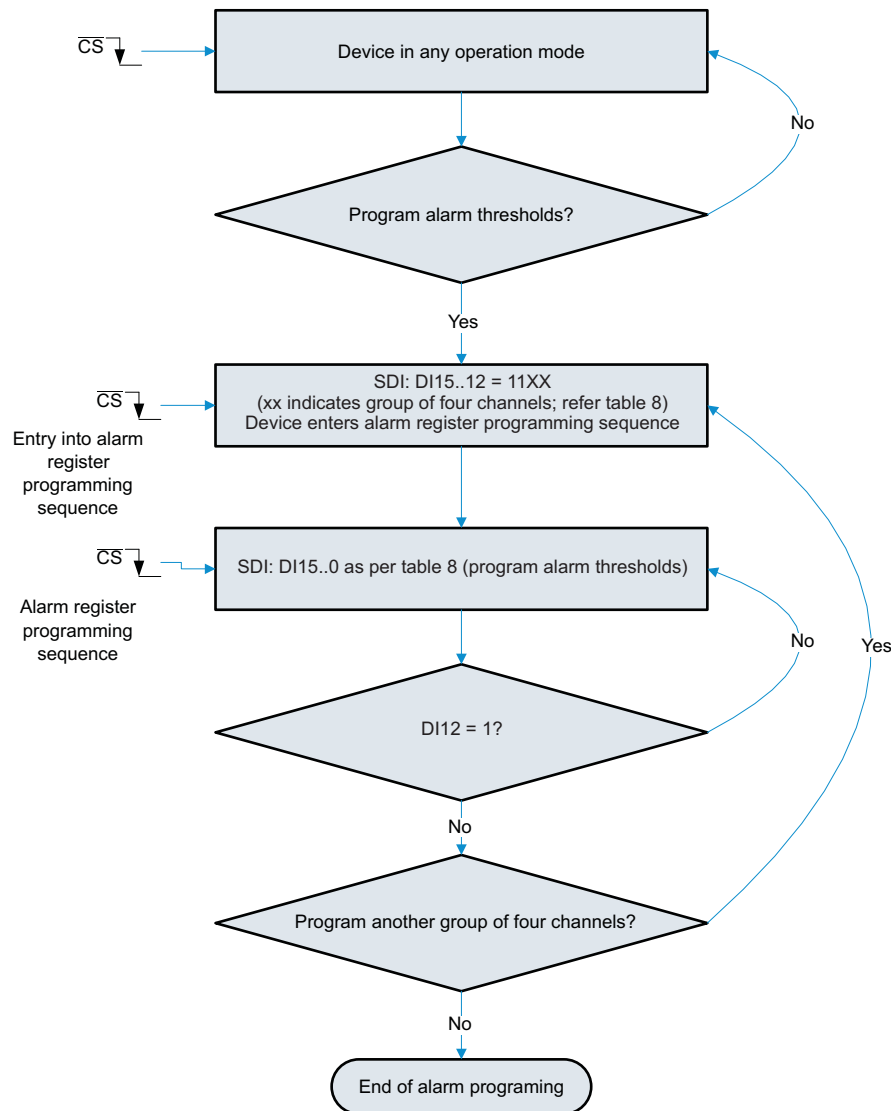 CS
Device in any operation mode
No
Program alarm thresholds?
Yes
SDI: DI15..12 = 11XX
(xx indicates group of four channels; refer table 8)
Device enters alarm register programming sequence
CS
Entry into alarm
register
programming
sequence
CS
SDI: DI15..0 as per table 8 (program alarm thresholds)
Alarm register
programming
sequence
No
Yes
DI12 = 1?
No
Program another group of four channels?
No
End of alarm programing